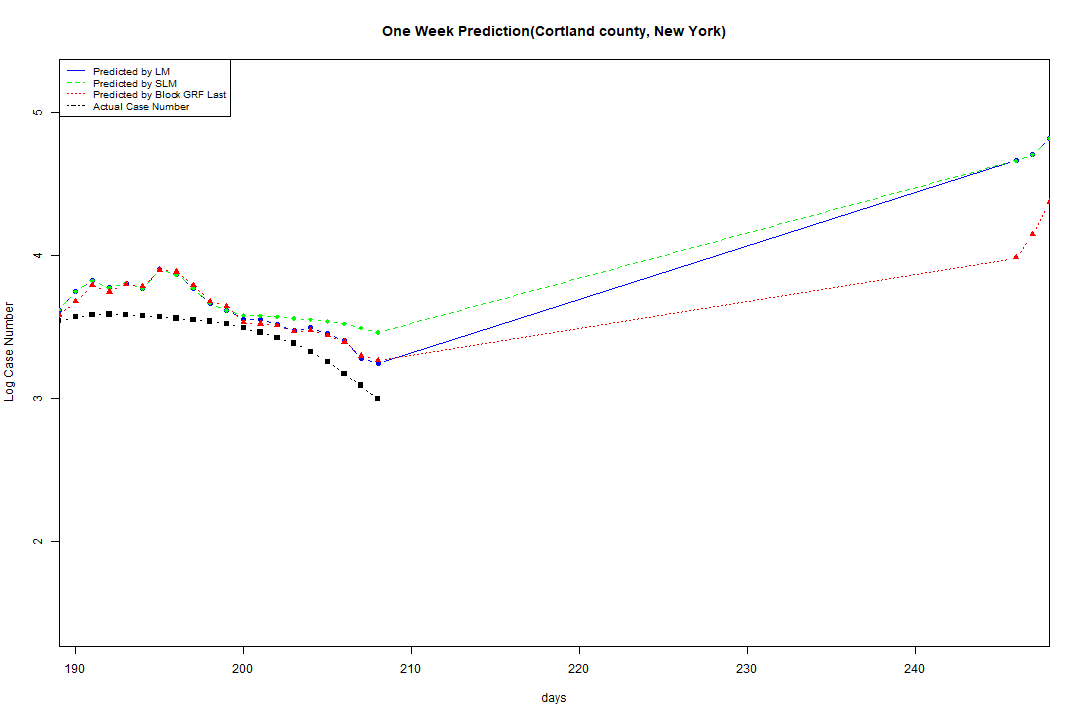 One Week Prediction(Cortland county, New York)
Predicted by LM
Predicted by SLM
Predicted by Block GRF Last
Actual Case Number
5
4
3
2
Log Case Number
190 200 210 220 230 240
days